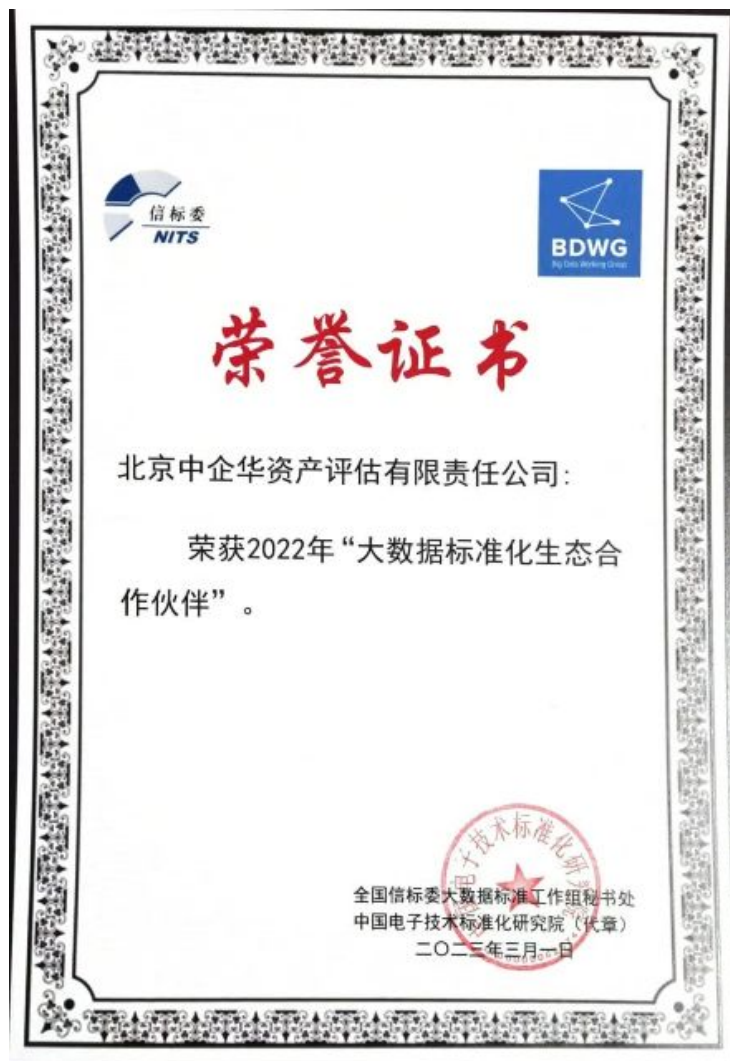 信标委
NITS
BDWG
Big Data Working Group
荣誉证书
北京中企华资产评估有限责任公司:
荣获2022年“大数据标准化生态合
作伙伴”。
全国信标委大数据标准工作组秘书处
中国电子技术标准化研究院（代章）
二〇二三年三月一日